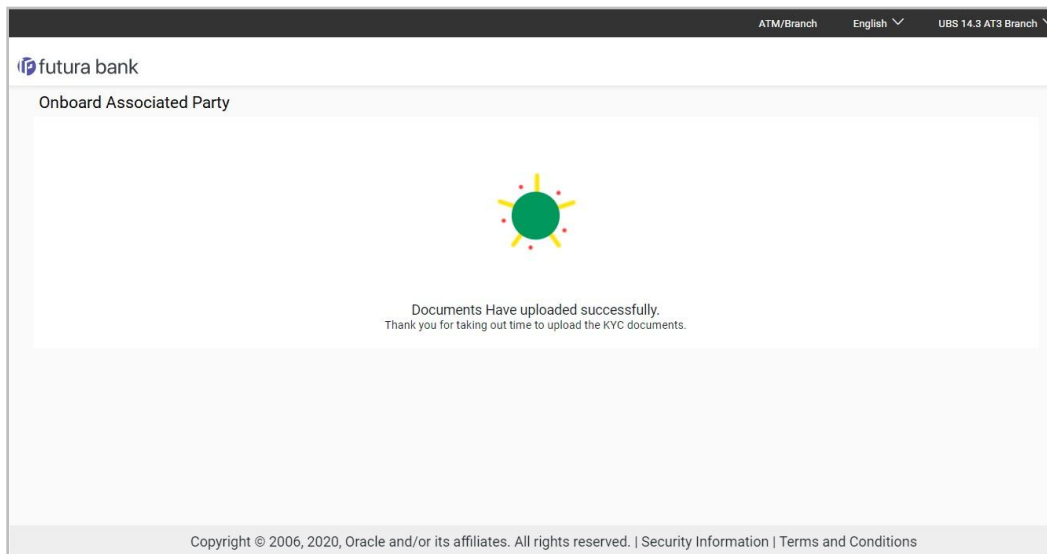 ATM/Branch English UBS 14.3 AT3 Branch
futura bank
Onboard Associated Party
Documents Have uploaded successfully.
Thank you for taking out time to upload the KYC documents.
Copyright © 2006, 2020, Oracle and/or its affiliates. All rights reserved. | Security Information | Terms and Conditions